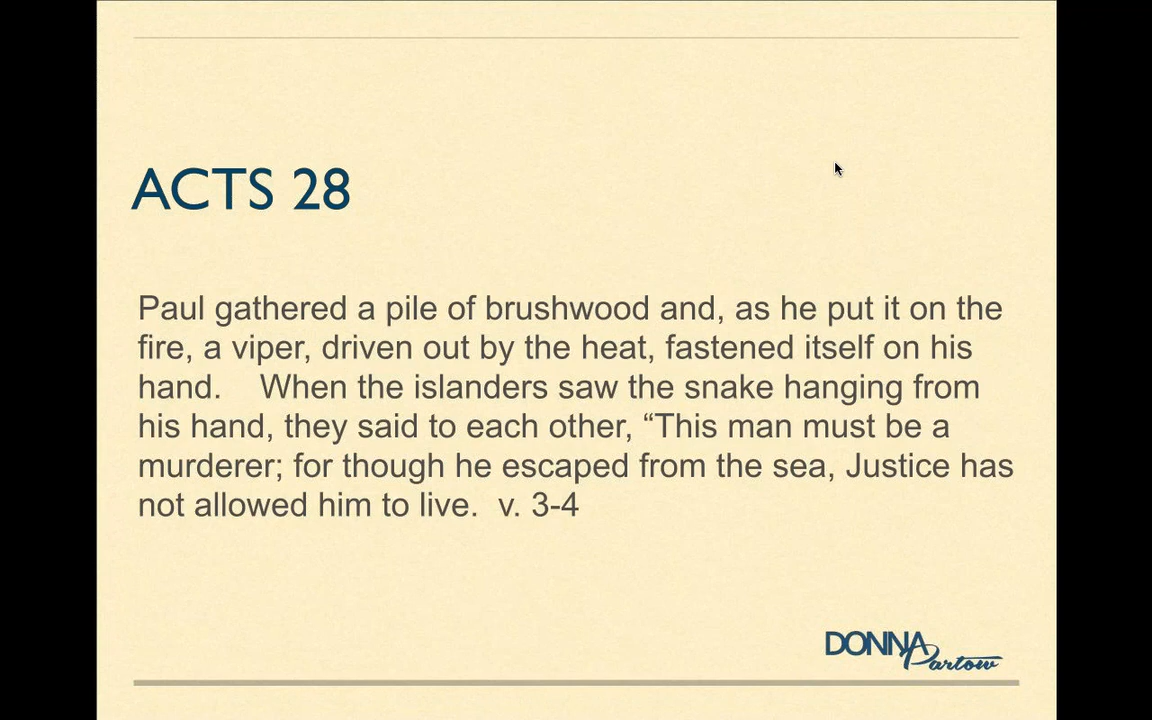 ACTS 28
Paul gathered a pile of brushwood and, as he put it on the
fire, a viper, driven out by the heat, fastened itself on his
hand.    When the islanders saw the snake hanging from
his hand, they said to each other, “This man must be a
murderer; for though he escaped from the sea, Justice has
not allowed him to live.  v. 3-4
DONNA
Partow